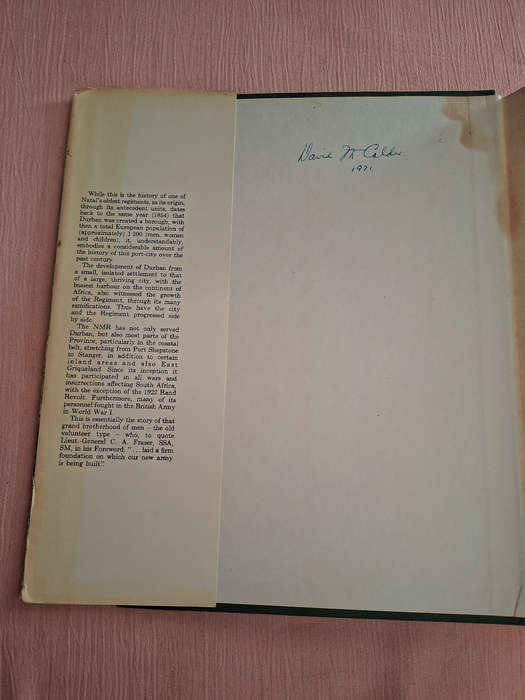 While this is the history of one of
Natal's oldest regiments, as its origin,
through its antecedent units, dates
back to the same year (1854) that
Durban was created a borough, with
then a total European population of
(approximately) 1 200 (men, women
and children), it, understandably,
embodies a considerable amount of
the history of this port-city over the
past century.
The development of Durban from
a small, isolated settlement to that
of a large, thriving city, with the
busiest harbour on the continent of
Africa, also witnessed the growth
of the Regiment, through its many
ramifications. Thus have the city
and the Regiment progressed side
by side.
The NMR has not only served
Durban, but also most parts of the
Province, particularly in the coastal
belt, stretching from Port Shepstone
to Stanger, in addition to certain
inland areas and also East
Griqualand. Since its inception it
has participated in all wars and
insurrections affecting South Africa,
with the exception of the 1922 Rand
Revolt. Furthermore, many of its
personnel fought in the British Army
in World War I.
This is essentially the story of that
grand brotherhood of men – the old
volunteer type – who, to quote
Lieut.-General C. A. Fraser, SSA,
SM, in his Foreword, "...laid a firm
foundation on which our new army
is being built".
David M Calder
1971